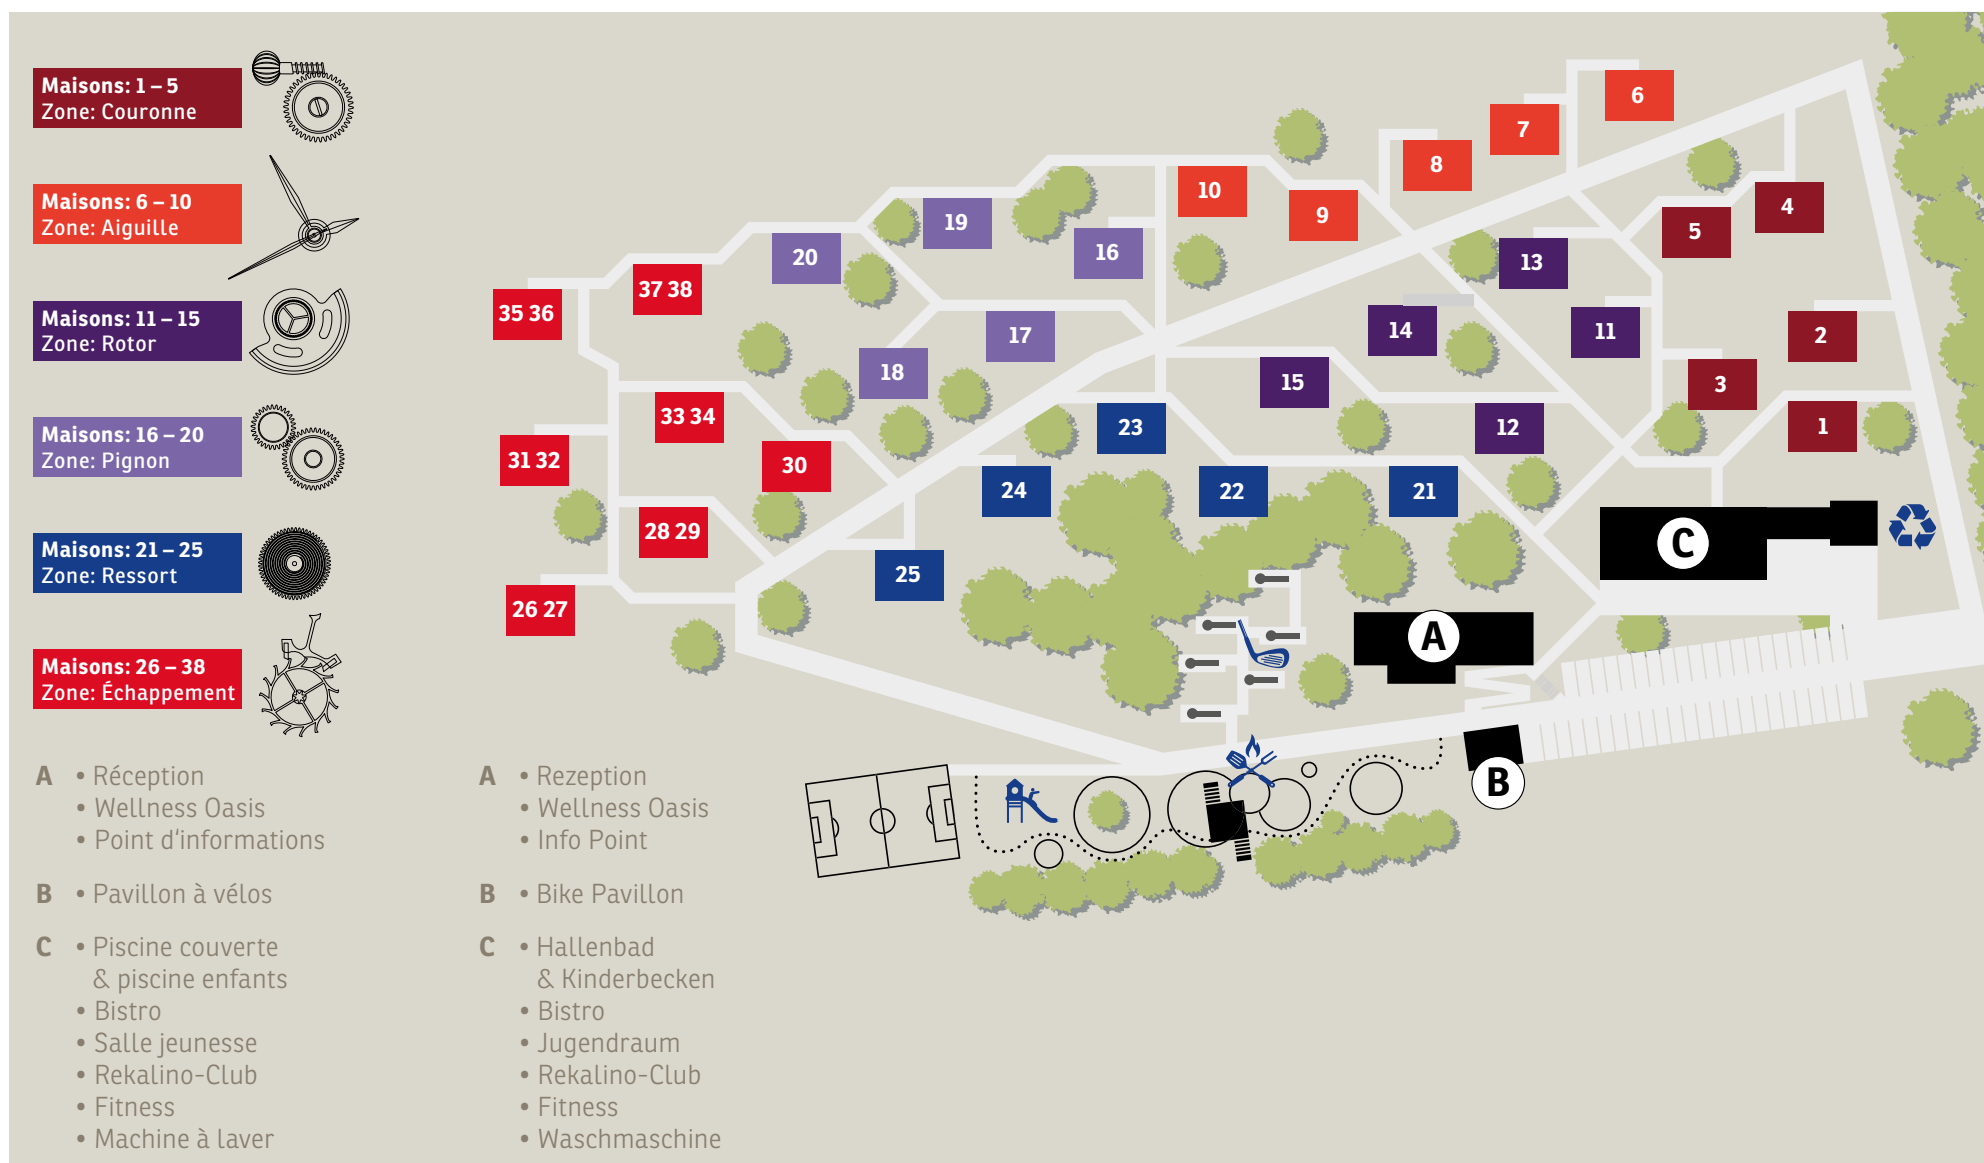 Maisons: 1 – 5
Zone: Couronne
Maisons: 6 – 10
Zone: Aiguille
Maisons: 11 – 15
Zone: Rotor
Maisons: 16 – 20
Zone: Pignon
Maisons: 21 – 25
Zone: Ressort
Maisons: 26 – 38
Zone: Échappement
6
7
8
10
9
4
5
19
16
20
13
37 38
35 36
17
14
11
2
18
15
3
33 34
23
12
1
31 32
30
24
22
21
28 29
C
25
26 27
A
B
A • Réception
• Wellness Oasis
• Point d'informations
B • Pavillon à vélos
C • Piscine couverte
& piscine enfants
• Bistro
• Salle jeunesse
• Rekalino-Club
• Fitness
• Machine à laver
A • Rezeption
• Wellness Oasis
• Info Point
B • Bike Pavillon
C • Hallenbad
& Kinderbecken
• Bistro
• Jugendraum
• Rekalino-Club
• Fitness
• Waschmaschine